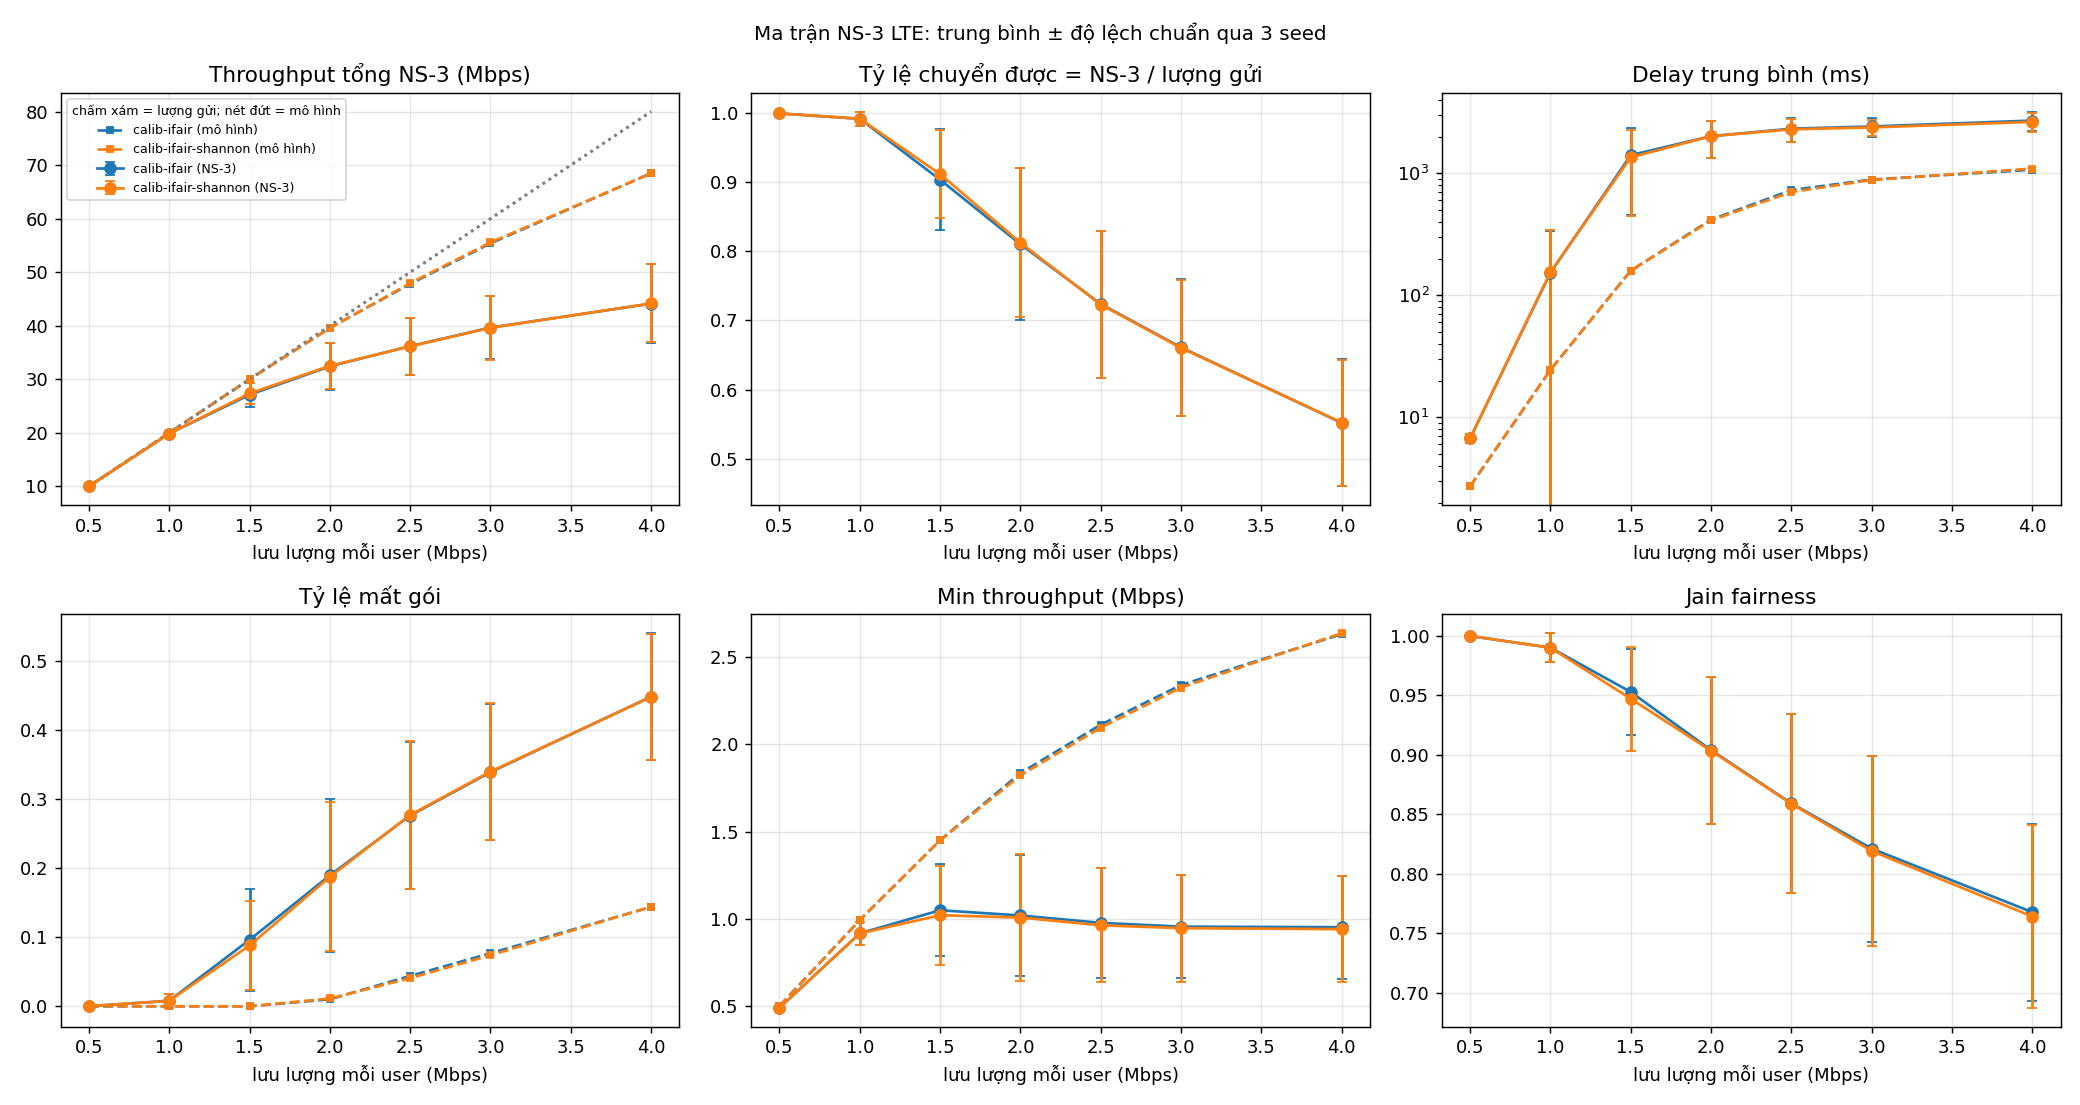 Ma trận NS-3 LTE: trung bình ± độ lệch chuẩn qua 3 seed
Throughput tổng NS-3 (Mbps)
chấm xám = lượng gửi; nét đứt = mô hình
calib-ifair (mô hình)
calib-ifair-shannon (mô hình)
calib-ifair (NS-3)
calib-ifair-shannon (NS-3)
80
70
60
50
40
30
20
10
0.5 1.0 1.5 2.0 2.5 3.0 3.5 4.0
lưu lượng mỗi user (Mbps)
Tỷ lệ chuyển được = NS-3 / lượng gửi
1.0
0.9
0.8
0.7
0.6
0.5
0.5 1.0 1.5 2.0 2.5 3.0 3.5 4.0
lưu lượng mỗi user (Mbps)
Delay trung bình (ms)
10³
10²
10¹
0.5 1.0 1.5 2.0 2.5 3.0 3.5 4.0
lưu lượng mỗi user (Mbps)
Tỷ lệ mất gói
0.5
0.4
0.3
0.2
0.1
0.0
0.5 1.0 1.5 2.0 2.5 3.0 3.5 4.0
lưu lượng mỗi user (Mbps)
Min throughput (Mbps)
2.5
2.0
1.5
1.0
0.5
0.5 1.0 1.5 2.0 2.5 3.0 3.5 4.0
lưu lượng mỗi user (Mbps)
Jain fairness
1.00
0.95
0.90
0.85
0.80
0.75
0.70
0.5 1.0 1.5 2.0 2.5 3.0 3.5 4.0
lưu lượng mỗi user (Mbps)